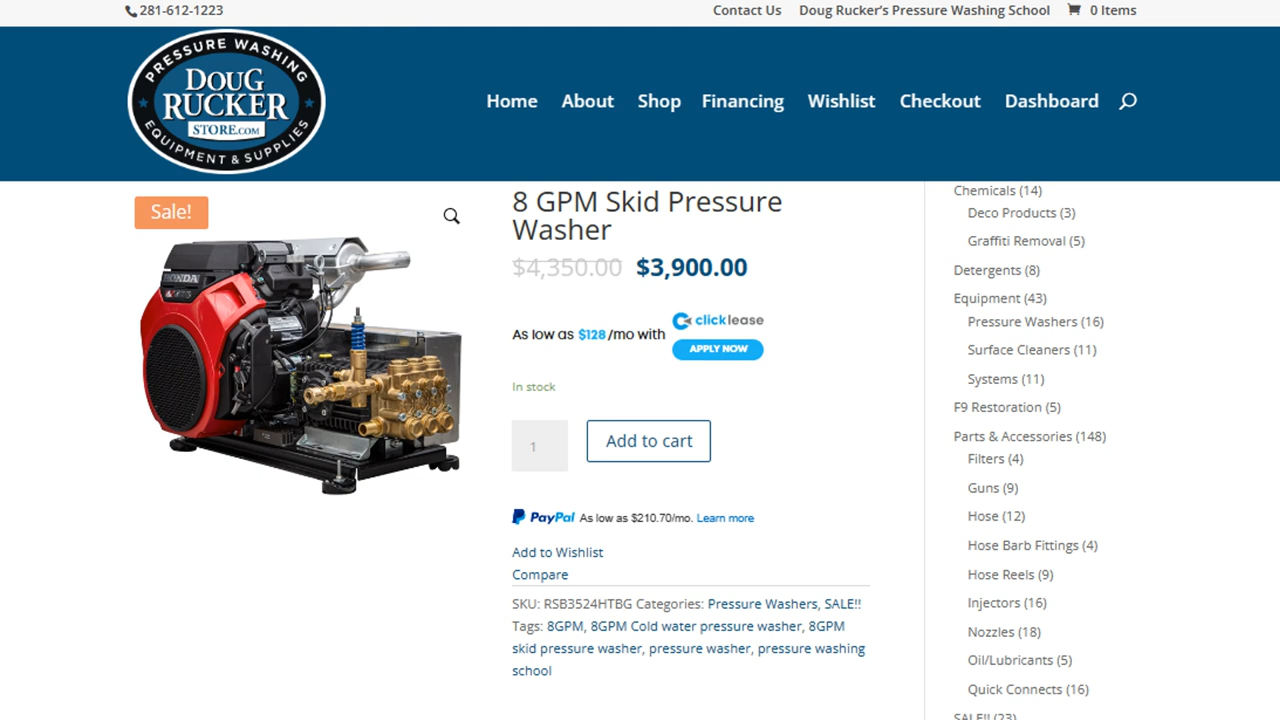 281-612-1223
Contact Us
Doug Rucker's Pressure Washing School
0 Items
PRESSURE WASHING
DOUG
RUCKER
STORE.COM
EQUIPMENT & SUPPLIES
Home
About
Shop
Financing
Wishlist
Checkout
Dashboard
Sale!
HONDA
8 GPM Skid Pressure
Washer
$4,350.00 $3,900.00
As low as $128/mo with
clicklease
APPLY NOW
In stock
1
Add to cart
PayPal As low as $210.70/mo. Learn more
Add to Wishlist
Compare
SKU: RSB3524HTBG Categories: Pressure Washers, SALE!!
Tags: 8GPM, 8GPM Cold water pressure washer, 8GPM
skid pressure washer, pressure washer, pressure washing
school
Chemicals (14)
Deco Products (3)
Graffiti Removal (5)
Detergents (8)
Equipment (43)
Pressure Washers (16)
Surface Cleaners (11)
Systems (11)
F9 Restoration (5)
Parts & Accessories (148)
Filters (4)
Guns (9)
Hose (12)
Hose Barb Fittings (4)
Hose Reels (9)
Injectors (16)
Nozzles (18)
Oil/Lubricants (5)
Quick Connects (16)
SALE!! (23)